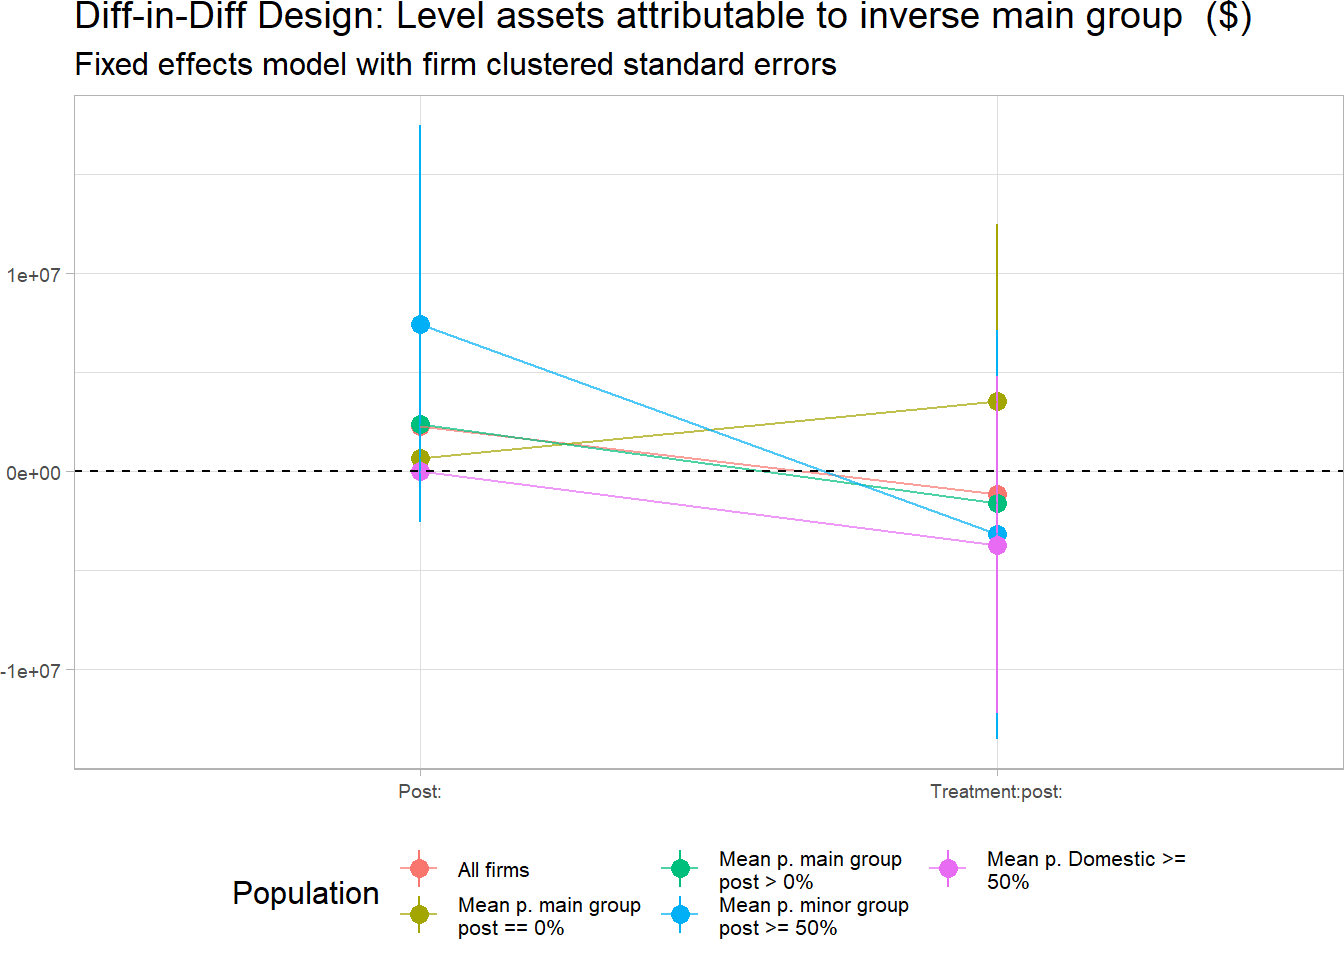 Diff-in-Diff Design: Level assets attributable to inverse main group ($)
Fixed effects model with firm clustered standard errors
1e+07
0e+00
-1e+07
Post:
Treatment:post:
Population
All firms
Mean p. main group
post == 0%
Mean p. main group
post > 0%
Mean p. minor group
post >= 50%
Mean p. Domestic >=
50%